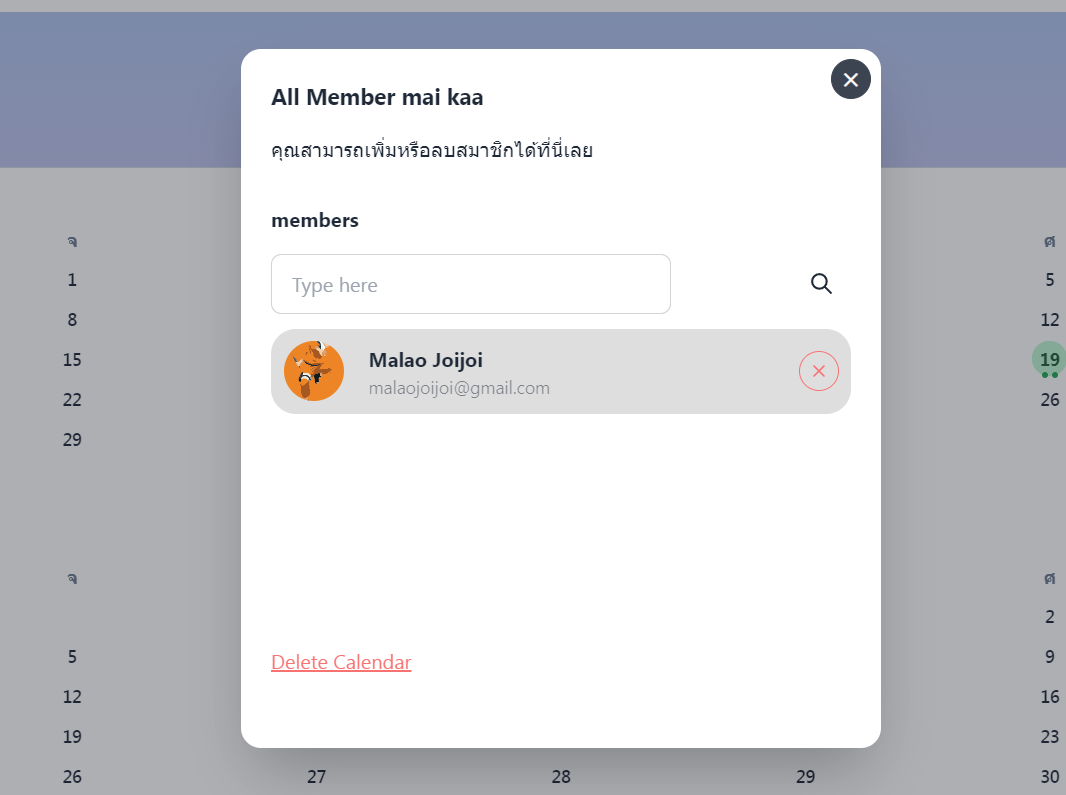 All Member mai kaa
คุณสามารถเพิ่มหรือลบสมาชิกได้ที่นี่เลย
members
Type here
Malao Joijoi
malaojoijoi@gmail.com
Delete Calendar
จ ศ
1 5
8 12
15 19
22 26
29
จ ศ
2
5 9
12 16
19 23
26 27 28 29 30